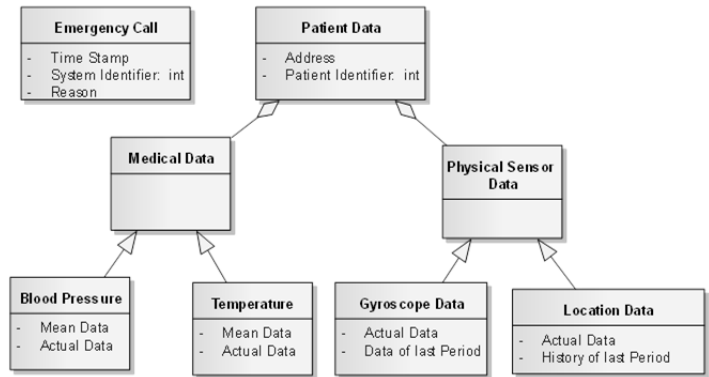 Emergency Call
- Time Stamp
- System Identifier: int
- Reason
Patient Data
- Address
- Patient Identifier: int
Medical Data
Physical Sensor
Data
Blood Pressure
- Mean Data
- Actual Data
Temperature
- Mean Data
- Actual Data
Gyroscope Data
- Actual Data
- Data of last Period
Location Data
- Actual Data
- History of last Period